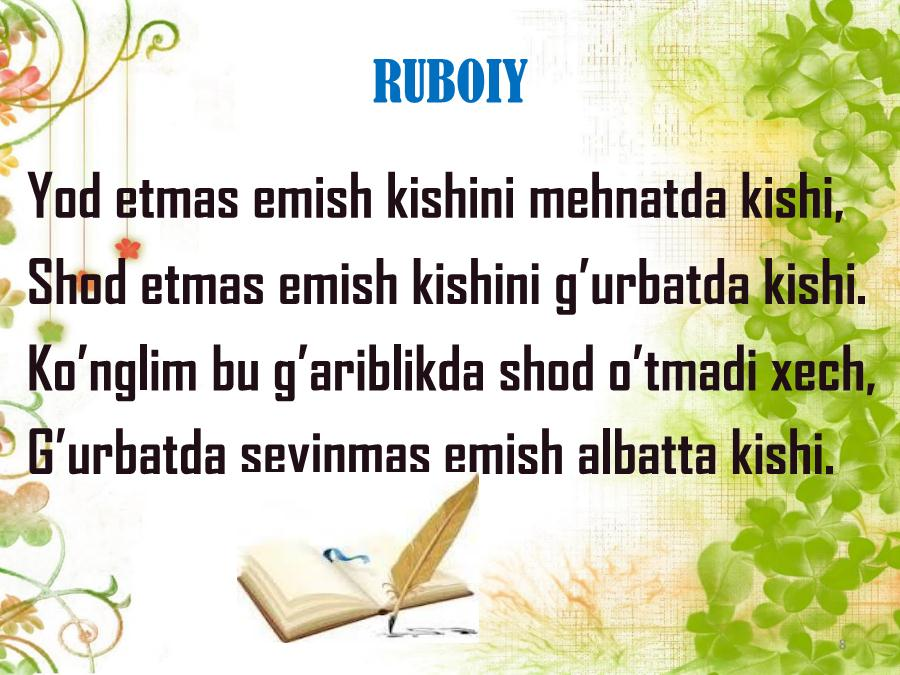 RUBOIY
Yod etmas emish kishini mehnatda kishi,
Shod etmas emish kishini g’urbatda kishi.
Ko’nglim bu g’ariblikda shod o’tmadi xech,
G’urbatda sevinmas emish albatta kishi.
8